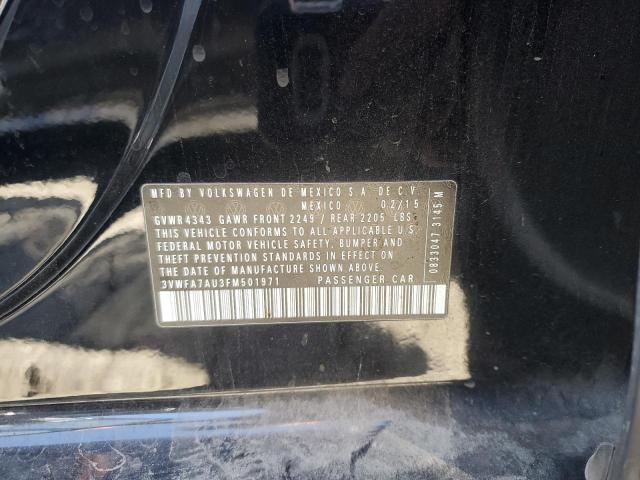 MFD BY VOLKSWAGEN DE MEXICO S.A. DE C.V.
MEXICO 02/15
GVWR 4343 GAWR FRONT 2249 / REAR 2205 LBS.
THIS VEHICLE CONFORMS TO ALL APPLICABLE U.S.
FEDERAL MOTOR VEHICLE SAFETY, BUMPER AND
THEFT PREVENTION STANDARDS IN EFFECT ON THE
DATE OF MANUFACTURE SHOWN ABOVE.
3VWFA7AU3FM501971 PASSENGER CAR
0833047 3145 M